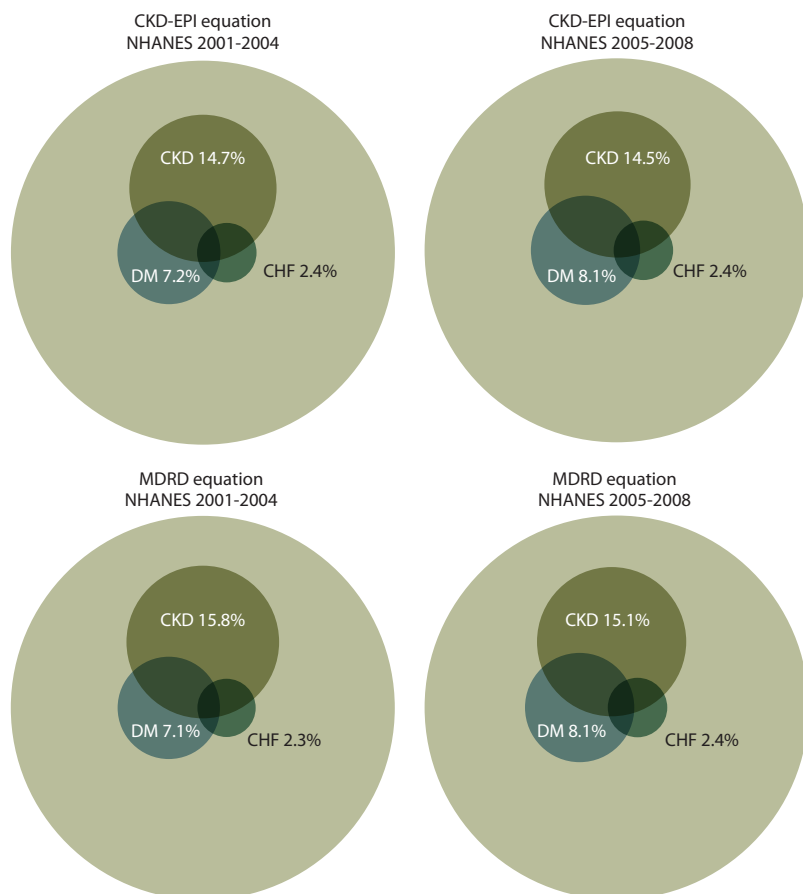 CKD-EPI equation
NHANES 2001-2004
CKD 14.7%
DM 7.2%
CHF 2.4%
CKD-EPI equation
NHANES 2005-2008
CKD 14.5%
DM 8.1%
CHF 2.4%
MDRD equation
NHANES 2001-2004
CKD 15.8%
DM 7.1%
CHF 2.3%
MDRD equation
NHANES 2005-2008
CKD 15.1%
DM 8.1%
CHF 2.4%